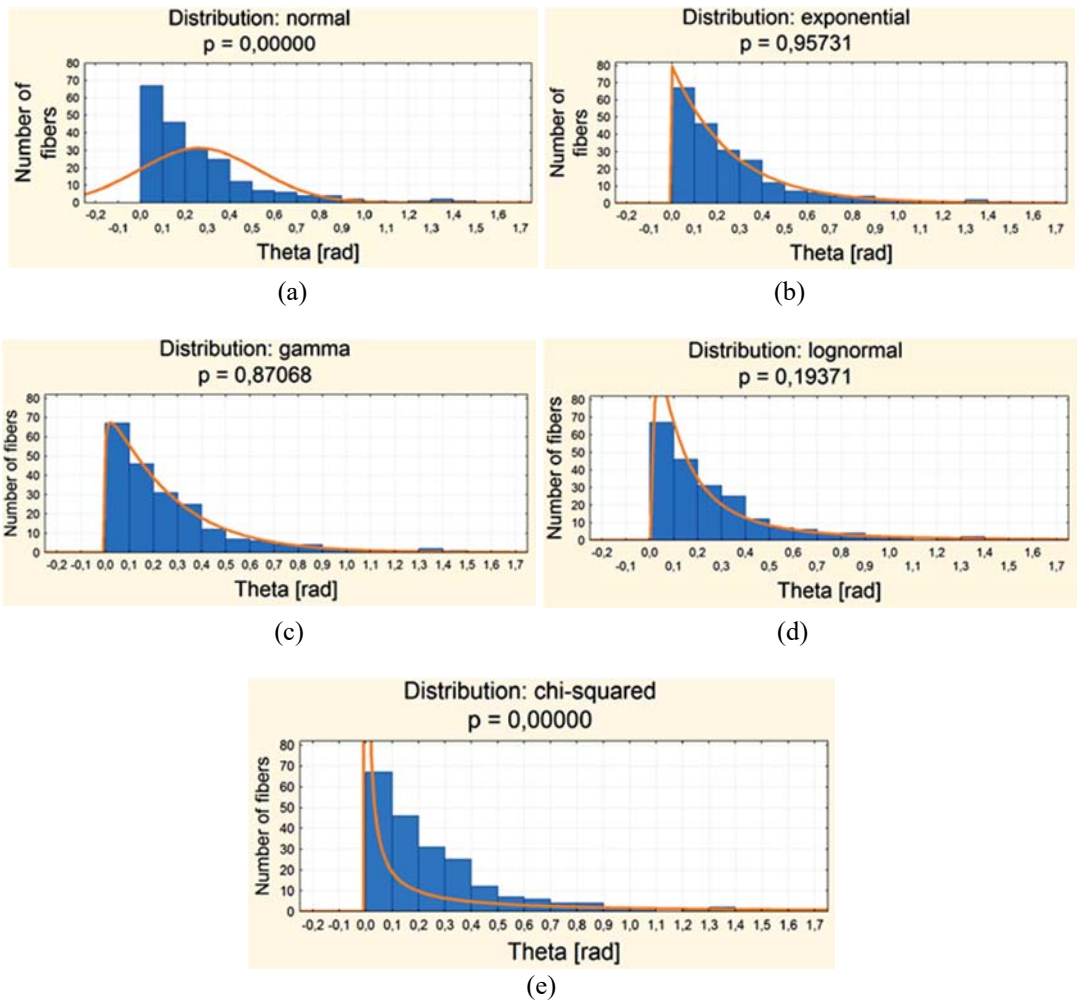 Distribution: normal
p = 0,00000
Number of
fibers
80
70
60
50
40
30
20
10
0
-0,2 0,0 0,2 0,4 0,6 0,8 1,0 1,2 1,4 1,6
-0,1 0,1 0,3 0,5 0,7 0,9 1,1 1,3 1,5 1,7
Theta [rad]
(a)
Distribution: exponential
p = 0,95731
Number of
fibers
80
70
60
50
40
30
20
10
0
-0,2 0,0 0,2 0,4 0,6 0,8 1,0 1,2 1,4 1,6
-0,1 0,1 0,3 0,5 0,7 0,9 1,1 1,3 1,5 1,7
Theta [rad]
(b)
Distribution: gamma
p = 0,87068
Number of fibers
80
70
60
50
40
30
20
10
0
-0,2 -0,1 0,0 0,1 0,2 0,3 0,4 0,5 0,6 0,7 0,8 0,9 1,0 1,1 1,2 1,3 1,4 1,5 1,6 1,7
Theta [rad]
(c)
Distribution: lognormal
p = 0,19371
Number of fibers
80
70
60
50
40
30
20
10
0
-0,2 0,0 0,2 0,4 0,6 0,8 1,0 1,2 1,4 1,6
-0,1 0,1 0,3 0,5 0,7 0,9 1,1 1,3 1,5 1,7
Theta [rad]
(d)
Distribution: chi-squared
p = 0,00000
Number of fibers
80
70
60
50
40
30
20
10
0
-0,2 -0,1 0,0 0,1 0,2 0,3 0,4 0,5 0,6 0,7 0,8 0,9 1,0 1,1 1,2 1,3 1,4 1,5 1,6 1,7
Theta [rad]
(e)